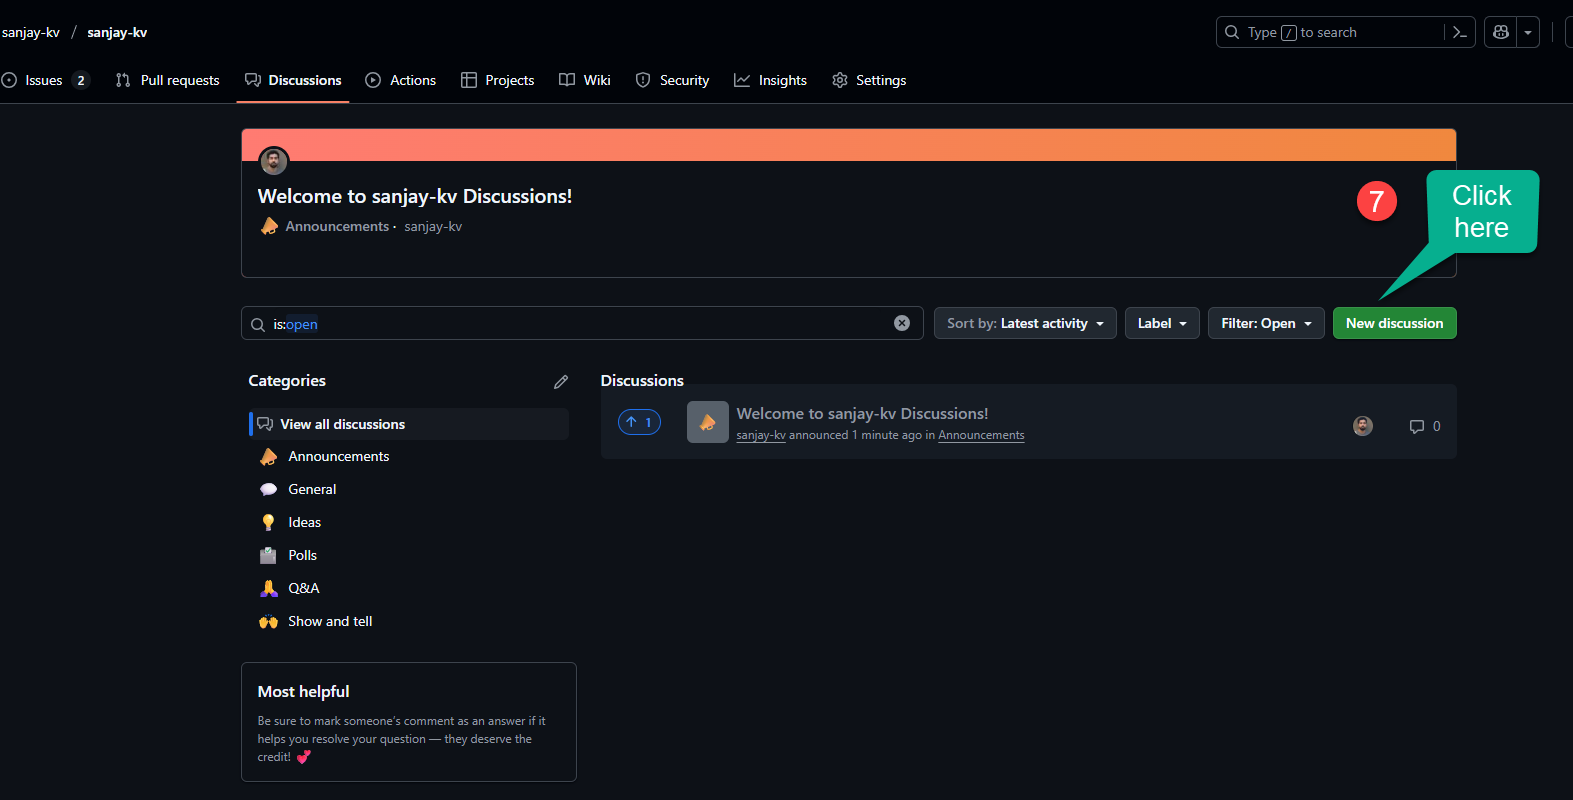 sanjay-kv / sanjay-kv
Type / to search
Issues 2 Pull requests Discussions Actions Projects Wiki Security Insights Settings
Welcome to sanjay-kv Discussions!
Announcements · sanjay-kv
7
Click
here
is:open
Sort by: Latest activity Label Filter: Open New discussion
Categories
View all discussions
Announcements
General
Ideas
Polls
Q&A
Show and tell
Discussions
1
Welcome to sanjay-kv Discussions!
sanjay-kv announced 1 minute ago in Announcements
0
Most helpful
Be sure to mark someone's comment as an answer if it
helps you resolve your question — they deserve the
credit! 💞